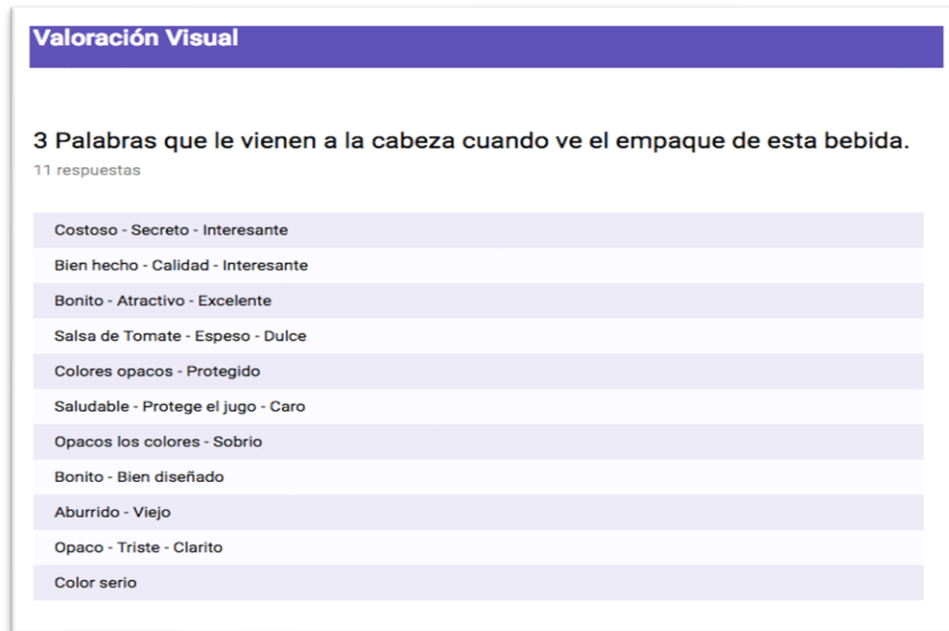 Valoración Visual
3 Palabras que le vienen a la cabeza cuando ve el empaque de esta bebida.
11 respuestas
Costoso - Secreto - Interesante
Bien hecho - Calidad - Interesante
Bonito - Atractivo - Excelente
Salsa de Tomate - Espeso - Dulce
Colores opacos - Protegido
Saludable - Protege el jugo - Caro
Opacos los colores - Sobrio
Bonito - Bien diseñado
Aburrido - Viejo
Opaco - Triste - Clarito
Color serio